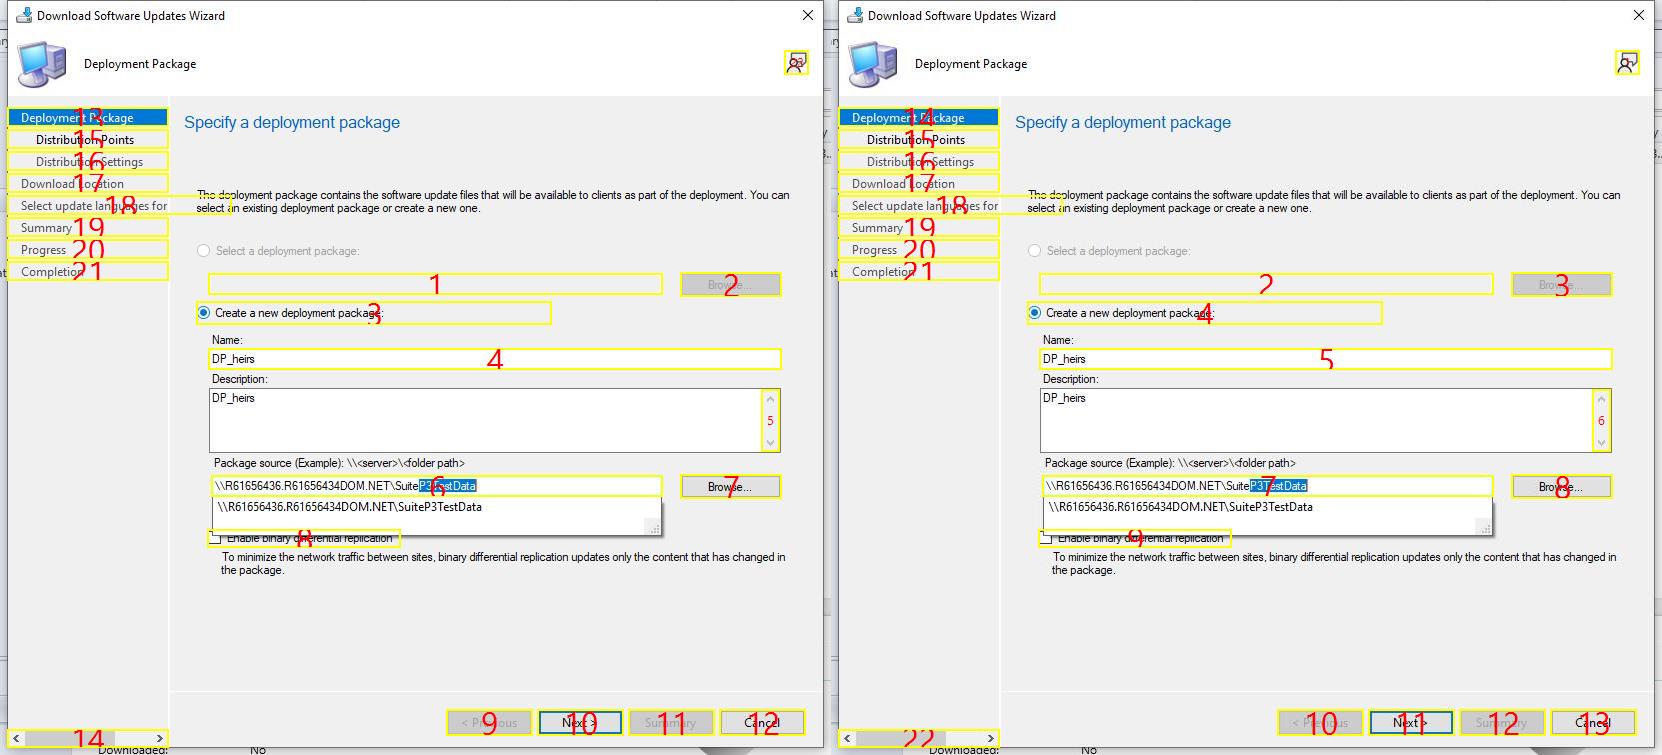 Download Software Updates Wizard
Deployment Package
13
Deployment Package
15
Distribution Points
16
Distribution Settings
17
Download Location
18
Select update languages for
19
Summary
20
Progress
21
Completion
14
Specify a deployment package
The deployment package contains the software update files that will be available to clients as part of the deployment. You can
select an existing deployment package or create a new one.
Select a deployment package:
1
2
Browse...
3
Create a new deployment package:
Name:
4
DP_heirs
Description:
DP_heirs
5
Package source (Example): \\<server>\<folder path>
6
\\R61656436.R61656434DOM.NET\SuiteP3TestData
7
Browse...
\\R61656436.R61656434DOM.NET\SuiteP3TestData
8
Enable binary differential replication
To minimize the network traffic between sites, binary differential replication updates only the content that has changed in
the package.
9
< Previous
10
Next >
11
Summary
12
Cancel
Downloaded: No
Download Software Updates Wizard
Deployment Package
14
Deployment Package
15
Distribution Points
16
Distribution Settings
17
Download Location
18
Select update languages for
19
Summary
20
Progress
21
Completion
22
Specify a deployment package
The deployment package contains the software update files that will be available to clients as part of the deployment. You can
select an existing deployment package or create a new one.
Select a deployment package:
2
3
Browse...
4
Create a new deployment package:
Name:
5
DP_heirs
Description:
DP_heirs
6
Package source (Example): \\<server>\<folder path>
7
\\R61656436.R61656434DOM.NET\SuiteP3TestData
8
Browse...
\\R61656436.R61656434DOM.NET\SuiteP3TestData
9
Enable binary differential replication
To minimize the network traffic between sites, binary differential replication updates only the content that has changed in
the package.
10
< Previous
11
Next >
12
Summary
13
Cancel
Downloaded: No